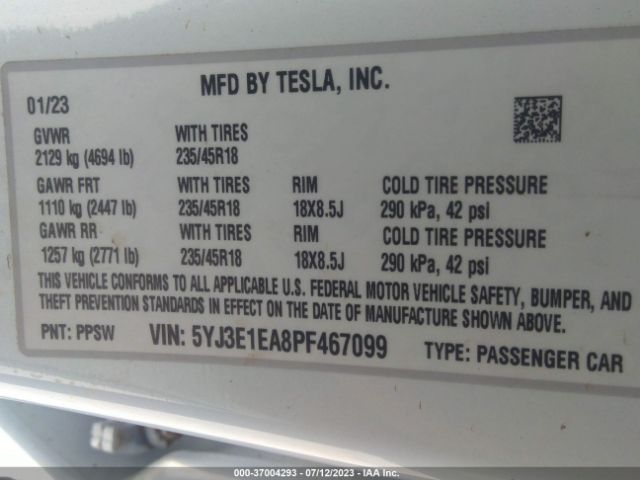 MFD BY TESLA, INC.
01/23
GVWR WITH TIRES
2129 kg (4694 lb) 235/45R18
GAWR FRT WITH TIRES RIM COLD TIRE PRESSURE
1110 kg (2447 lb) 235/45R18 18X8.5J 290 kPa, 42 psi
GAWR RR WITH TIRES RIM COLD TIRE PRESSURE
1257 kg (2771 lb) 235/45R18 18X8.5J 290 kPa, 42 psi
THIS VEHICLE CONFORMS TO ALL APPLICABLE U.S. FEDERAL MOTOR VEHICLE SAFETY, BUMPER, AND
THEFT PREVENTION STANDARDS IN EFFECT ON THE DATE OF MANUFACTURE SHOWN ABOVE.
PNT: PPSW VIN: 5YJ3E1EA8PF467099 TYPE: PASSENGER CAR
000-37004293 - 07/12/2023 - IAA Inc.